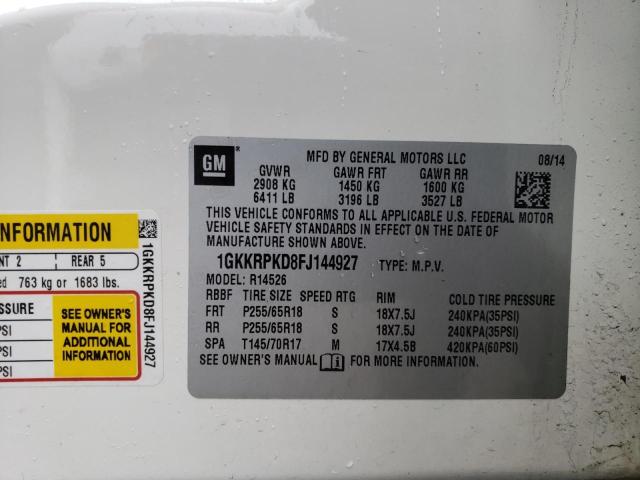 GM
MFD BY GENERAL MOTORS LLC
08/14
GVWR GAWR FRT GAWR RR
2908 KG 1450 KG 1600 KG
6411 LB 3196 LB 3527 LB
THIS VEHICLE CONFORMS TO ALL APPLICABLE U.S. FEDERAL MOTOR
VEHICLE SAFETY STANDARDS IN EFFECT ON THE DATE OF
MANUFACTURE SHOWN ABOVE.
1GKKRPKD8FJ144927 TYPE: M.P.V.
MODEL: R14526
RBBF TIRE SIZE SPEED RTG RIM COLD TIRE PRESSURE
FRT P255/65R18 S 18X7.5J 240KPA(35PSI)
RR P255/65R18 S 18X7.5J 240KPA(35PSI)
SPA T145/70R17 M 17X4.5B 420KPA(60PSI)
SEE OWNER'S MANUAL FOR MORE INFORMATION.
INFORMATION
NT 2 REAR 5
ed 763 kg or 1683 lbs.
SSURE
PSI
PSI
PSI
SEE OWNER'S
MANUAL FOR
ADDITIONAL
INFORMATION
1GKKRPKD8FJ144927